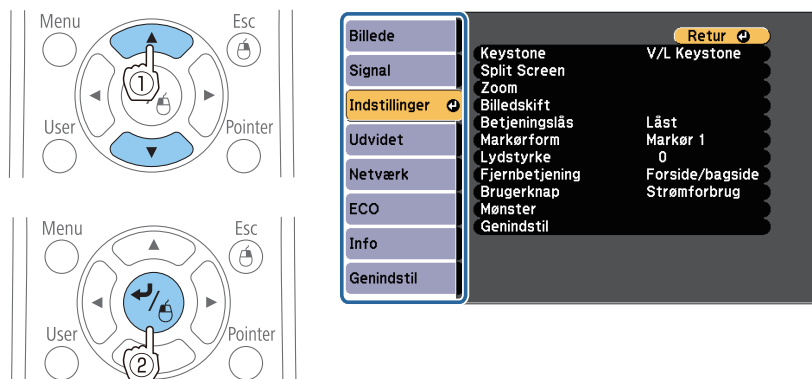 Menu
Esc
①
User
Pointer
Menu
Esc
User
Pointer
②
Billede
Signal
Indstillinger
Udvidet
Netværk
ECO
Info
Genindstil
Retur
Keystone V/L Keystone
Split Screen
Zoom
Billedskift
Betjeningslås Låst
Markørform Markør 1
Lydstyrke 0
Fjernbetjening Forside/bagside
Brugerknap Strømforbrug
Mønster
Genindstil